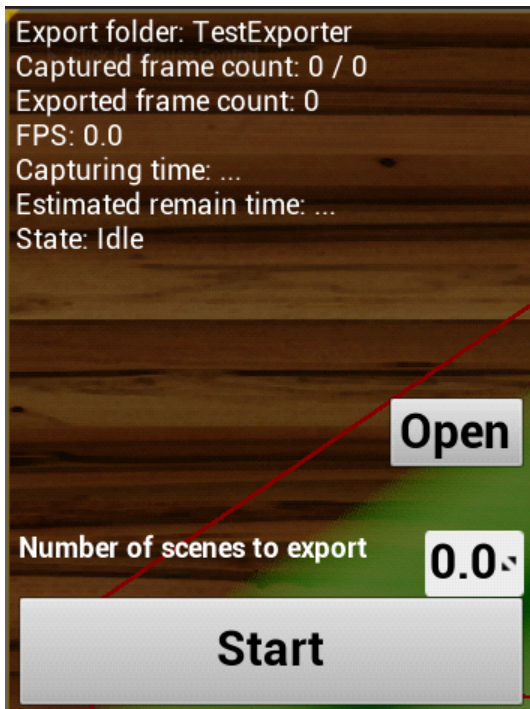 Export folder: TestExporter
Captured frame count: 0 / 0
Exported frame count: 0
FPS: 0.0
Capturing time: ...
Estimated remain time: ...
State: Idle
Open
Number of scenes to export
0.0
Start